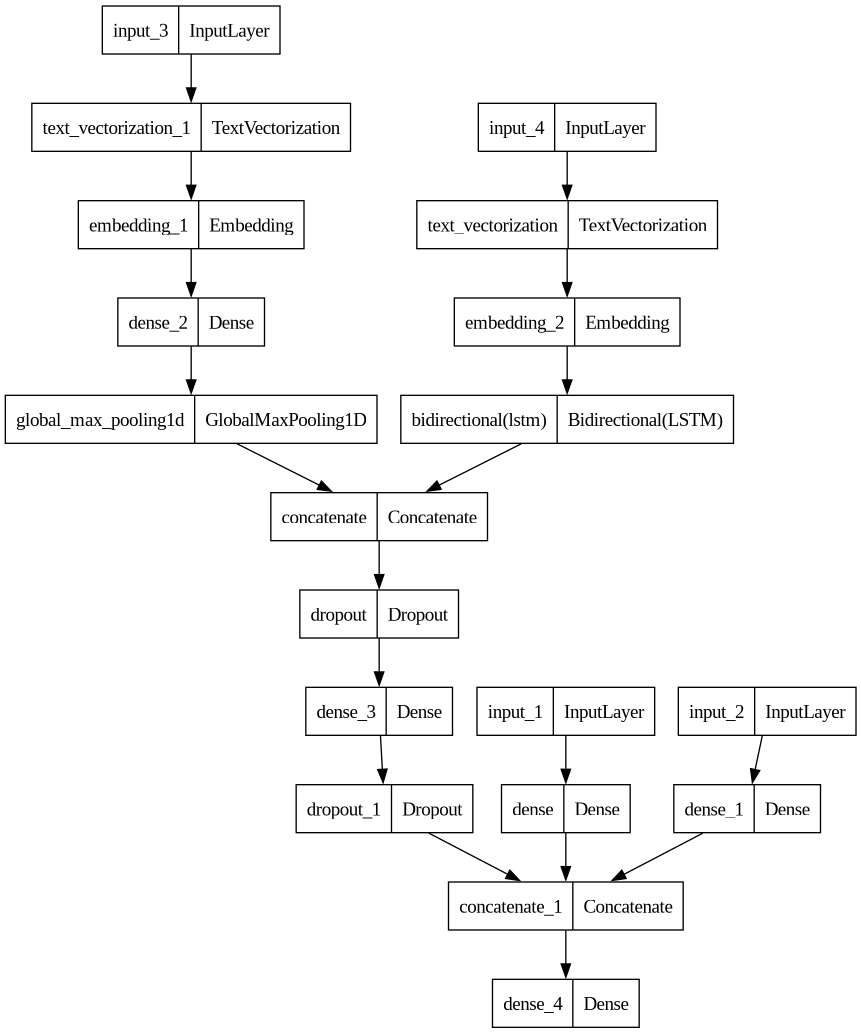 input_3 InputLayer
text_vectorization_1 TextVectorization
input_4 InputLayer
embedding_1 Embedding
text_vectorization TextVectorization
dense_2 Dense
embedding_2 Embedding
global_max_pooling1d GlobalMaxPooling1D
bidirectional(lstm) Bidirectional(LSTM)
concatenate Concatenate
dropout Dropout
dense_3 Dense
input_1 InputLayer
input_2 InputLayer
dropout_1 Dropout
dense Dense
dense_1 Dense
concatenate_1 Concatenate
dense_4 Dense